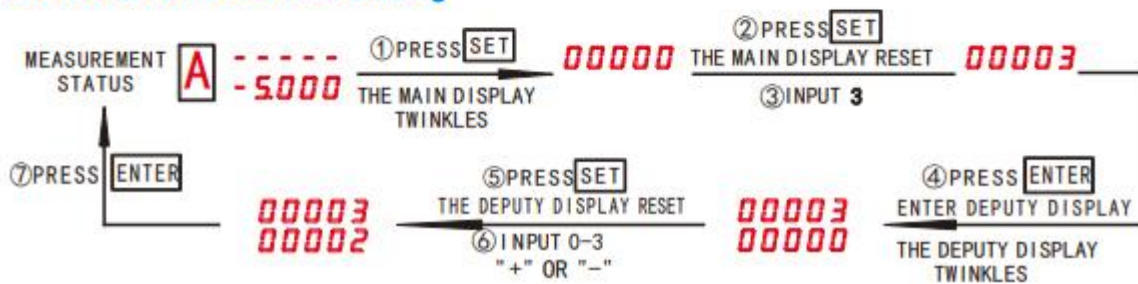 MEASUREMENT STATUS
A
-----
-5.000
①PRESS SET
THE MAIN DISPLAY TWINKLES
00000
②PRESS SET
THE MAIN DISPLAY RESET
③INPUT 3
00003
④PRESS ENTER
ENTER DEPUTY DISPLAY
THE DEPUTY DISPLAY TWINKLES
00003
00000
⑤PRESS SET
THE DEPUTY DISPLAY RESET
⑥INPUT 0-3
"+" OR "-"
00003
00002
⑦PRESS ENTER